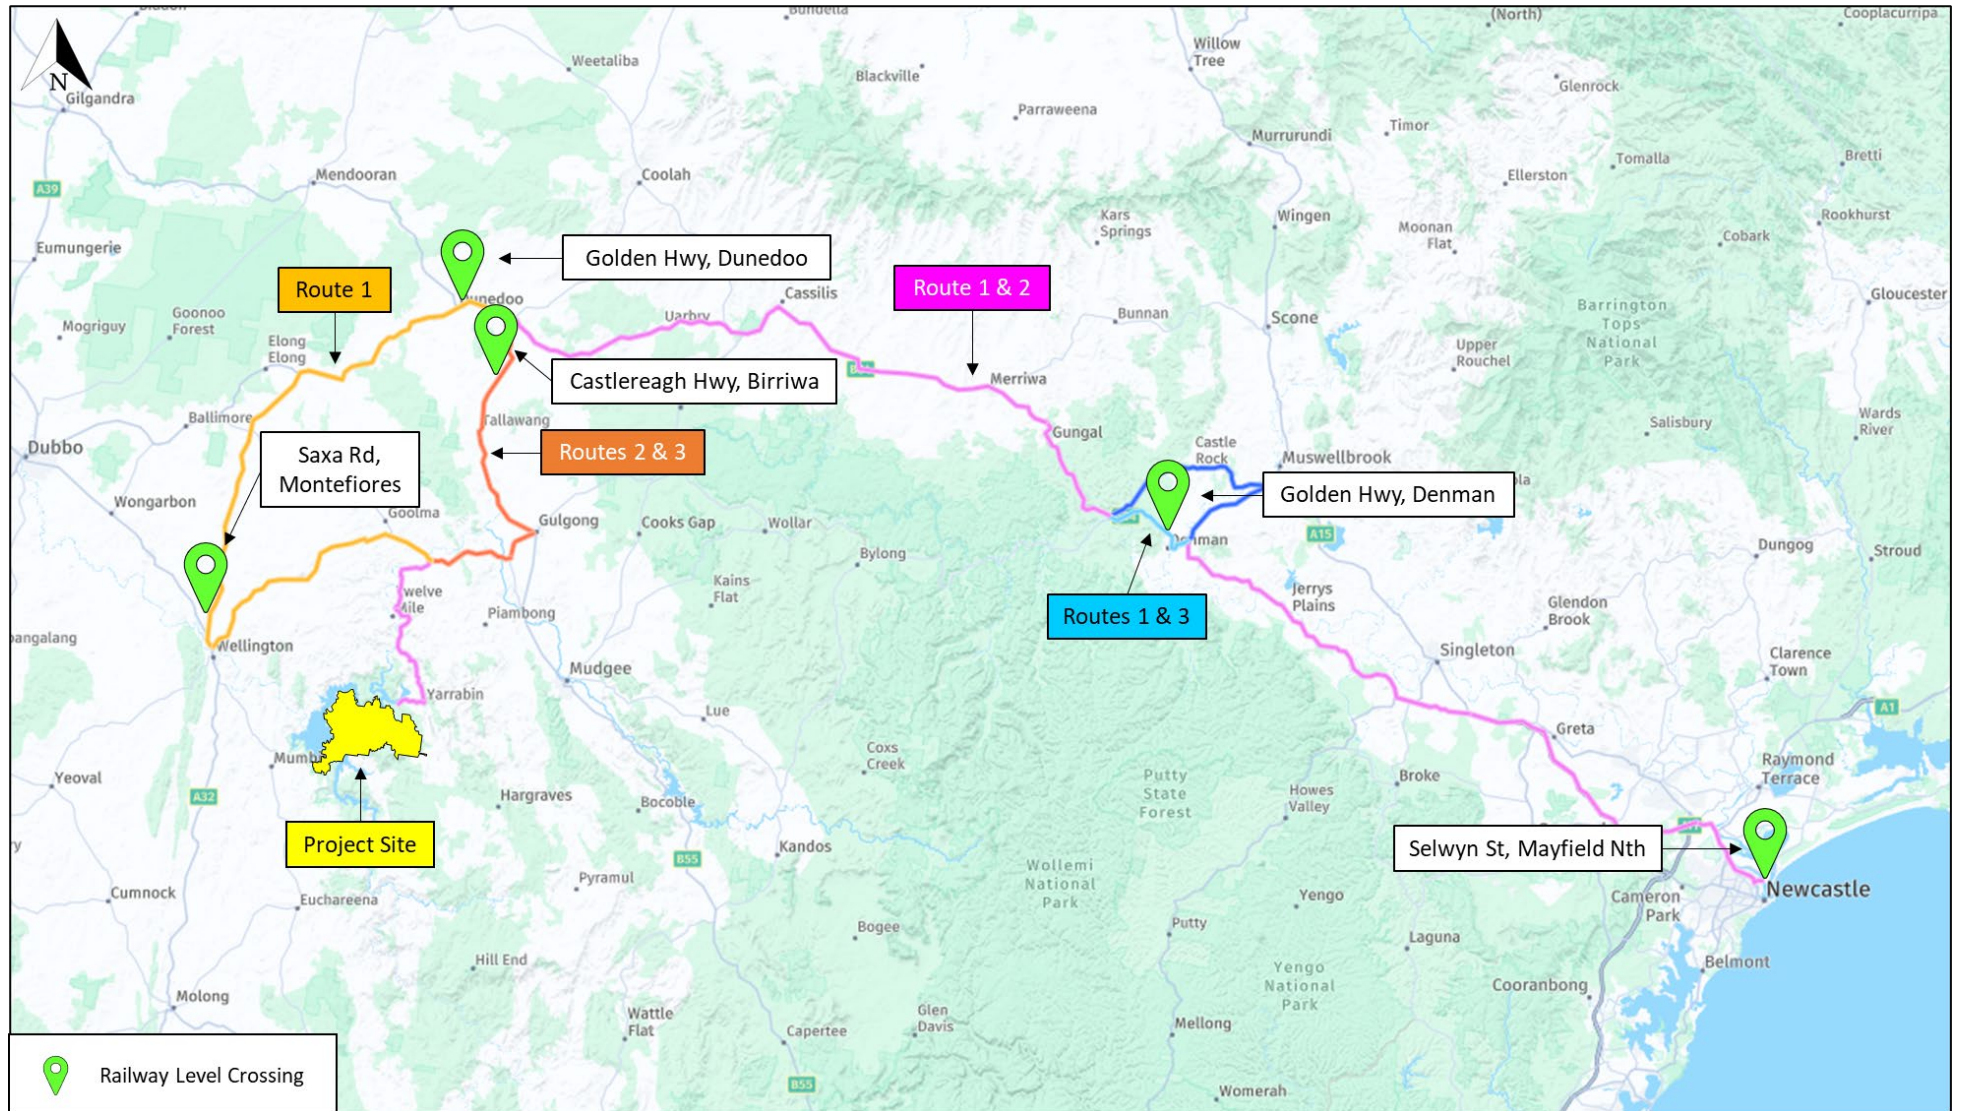 Bundella
(North)
Cooplacurripa
N
Gilgandra
Weetaliba
Blackville
Willow
Tree
Parraweena
Glenrock
Murrurundi
Timor
Tomalla
Bretti
A39
Mendooran
Coolah
Ellerston
Eumungerie
Kars
Springs
Wingen
Moonan
Flat
Cobark
Rookhurst
Golden Hwy, Dunedoo
Route 1
Route 1 & 2
Cassilis
Mogriguy
Goonoo
Forest
Elong
Elong
Uarbry
Bunnan
Scone
Barrington
Tops
National
Park
Gloucester
Upper
Rouchel
Castlereagh Hwy, Birriwa
Merriwa
Ballimore
Tallawang
Gungal
Castle
Rock
Muswellbrook
Salisbury
Wards
River
Dubbo
Saxa Rd,
Montefiores
Routes 2 & 3
Golden Hwy, Denman
Wongarbon
Goolma
Gulgong
Cooks Gap
Wollar
Bylong
A15
Dungog
Stroud
Kains
Flat
Piambong
Jerrys
Plains
Glendon
Brook
Routes 1 & 3
Wellington
Mudgee
Singleton
Clarence
Town
Yarrabin
Lue
A1
Greta
Coxs
Creek
Yeoval
A32
Hargraves
Bocoble
Putty
State
Forest
Howes
Valley
Broke
Raymond
Terrace
Project Site
B55
Kandos
Selwyn St, Mayfield Nth
Cumnock
Euchareena
Pyramul
Wollemi
National
Park
Yengo
Cameron
Park
Newcastle
Bogee
Putty
Laguna
Belmont
Hill End
Yengo
National
Park
Cooranbong
Molong
Wattle
Flat
Capertee
Glen
Davis
Mellong
Railway Level Crossing
B55
Womerah